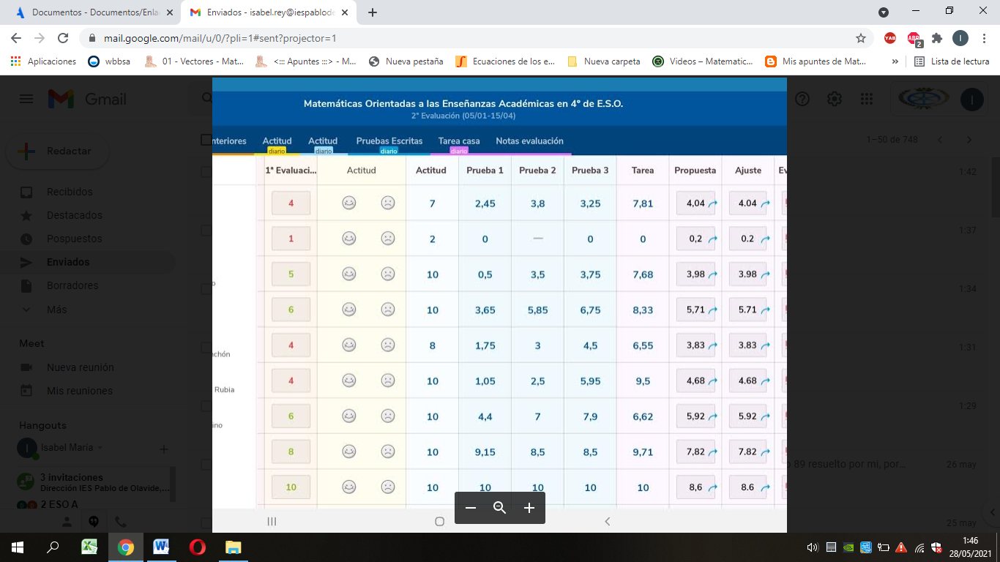 Documentos - Documentos/Enla
Enviados - isabel.rey@iespablode
mail.google.com/mail/u/0/?pli=1#sent?projector=1
YAB
ABP
2
I
Aplicaciones
wbbsa
01 - Vectores - Mat...
<::: Apuntes :::> - M...
Nueva pestaña
Ecuaciones de los e...
Nueva carpeta
Videos – Matematic...
Mis apuntes de Mat...
»
Lista de lectura
Gmail
Redactar
Recibidos
Destacados
Pospuestos
Enviados
Borradores
Más
Meet
Nueva reunión
Mis reuniones
Hangouts
I
Isabel María
3 invitaciones
Dirección IES Pablo de Olavide,...
2 ESO A
Matemáticas Orientadas a las Enseñanzas Académicas en 4º de E.S.O.
2ª Evaluación (05/01-15/04)
nteriores Actitud Actitud Pruebas Escritas Tarea casa Notas evaluación
diario diario diario diario
1ª Evaluaci... Actitud Actitud Prueba 1 Prueba 2 Prueba 3 Tarea Propuesta Ajuste Ev
4 7 2,45 3,8 3,25 7,81 4,04 4.04
1 2 0 — 0 0 0,2 0.2
o 5 10 0,5 3,5 3,75 7,68 3,98 3.98
6 10 3,65 5,85 6,75 8,33 5,71 5.71
nchón 4 8 1,75 3 4,5 6,55 3,83 3.83
Rubia 4 10 1,05 2,5 5,95 9,5 4,68 4.68
ino 6 10 4,4 7 7,9 6,62 5,92 5.92
8 10 9,15 8,5 8,5 9,71 7,82 7.82
10 10 10 10 10 10 8,6 8.6
I
1–50 de 748
1:42
1:37
1:34
1:31
1:29
o 89 resuelto por mi, por... 26 may
25 may
1:46
28/05/2021